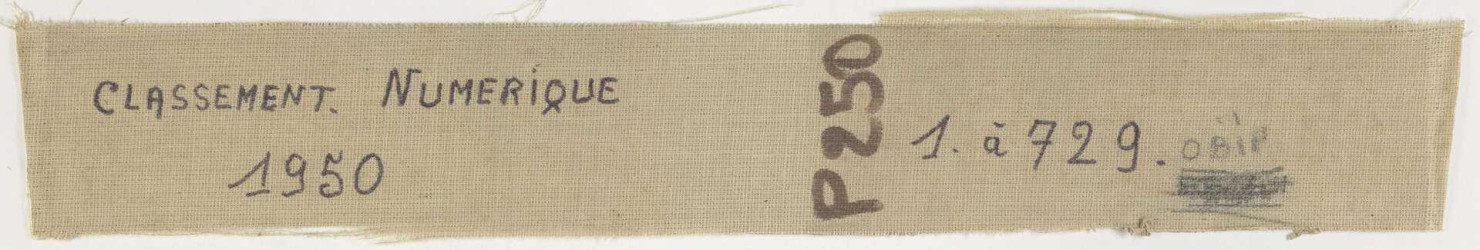 CLASSEMENT. NUMERIQUE
1950
P250
1. à 729.